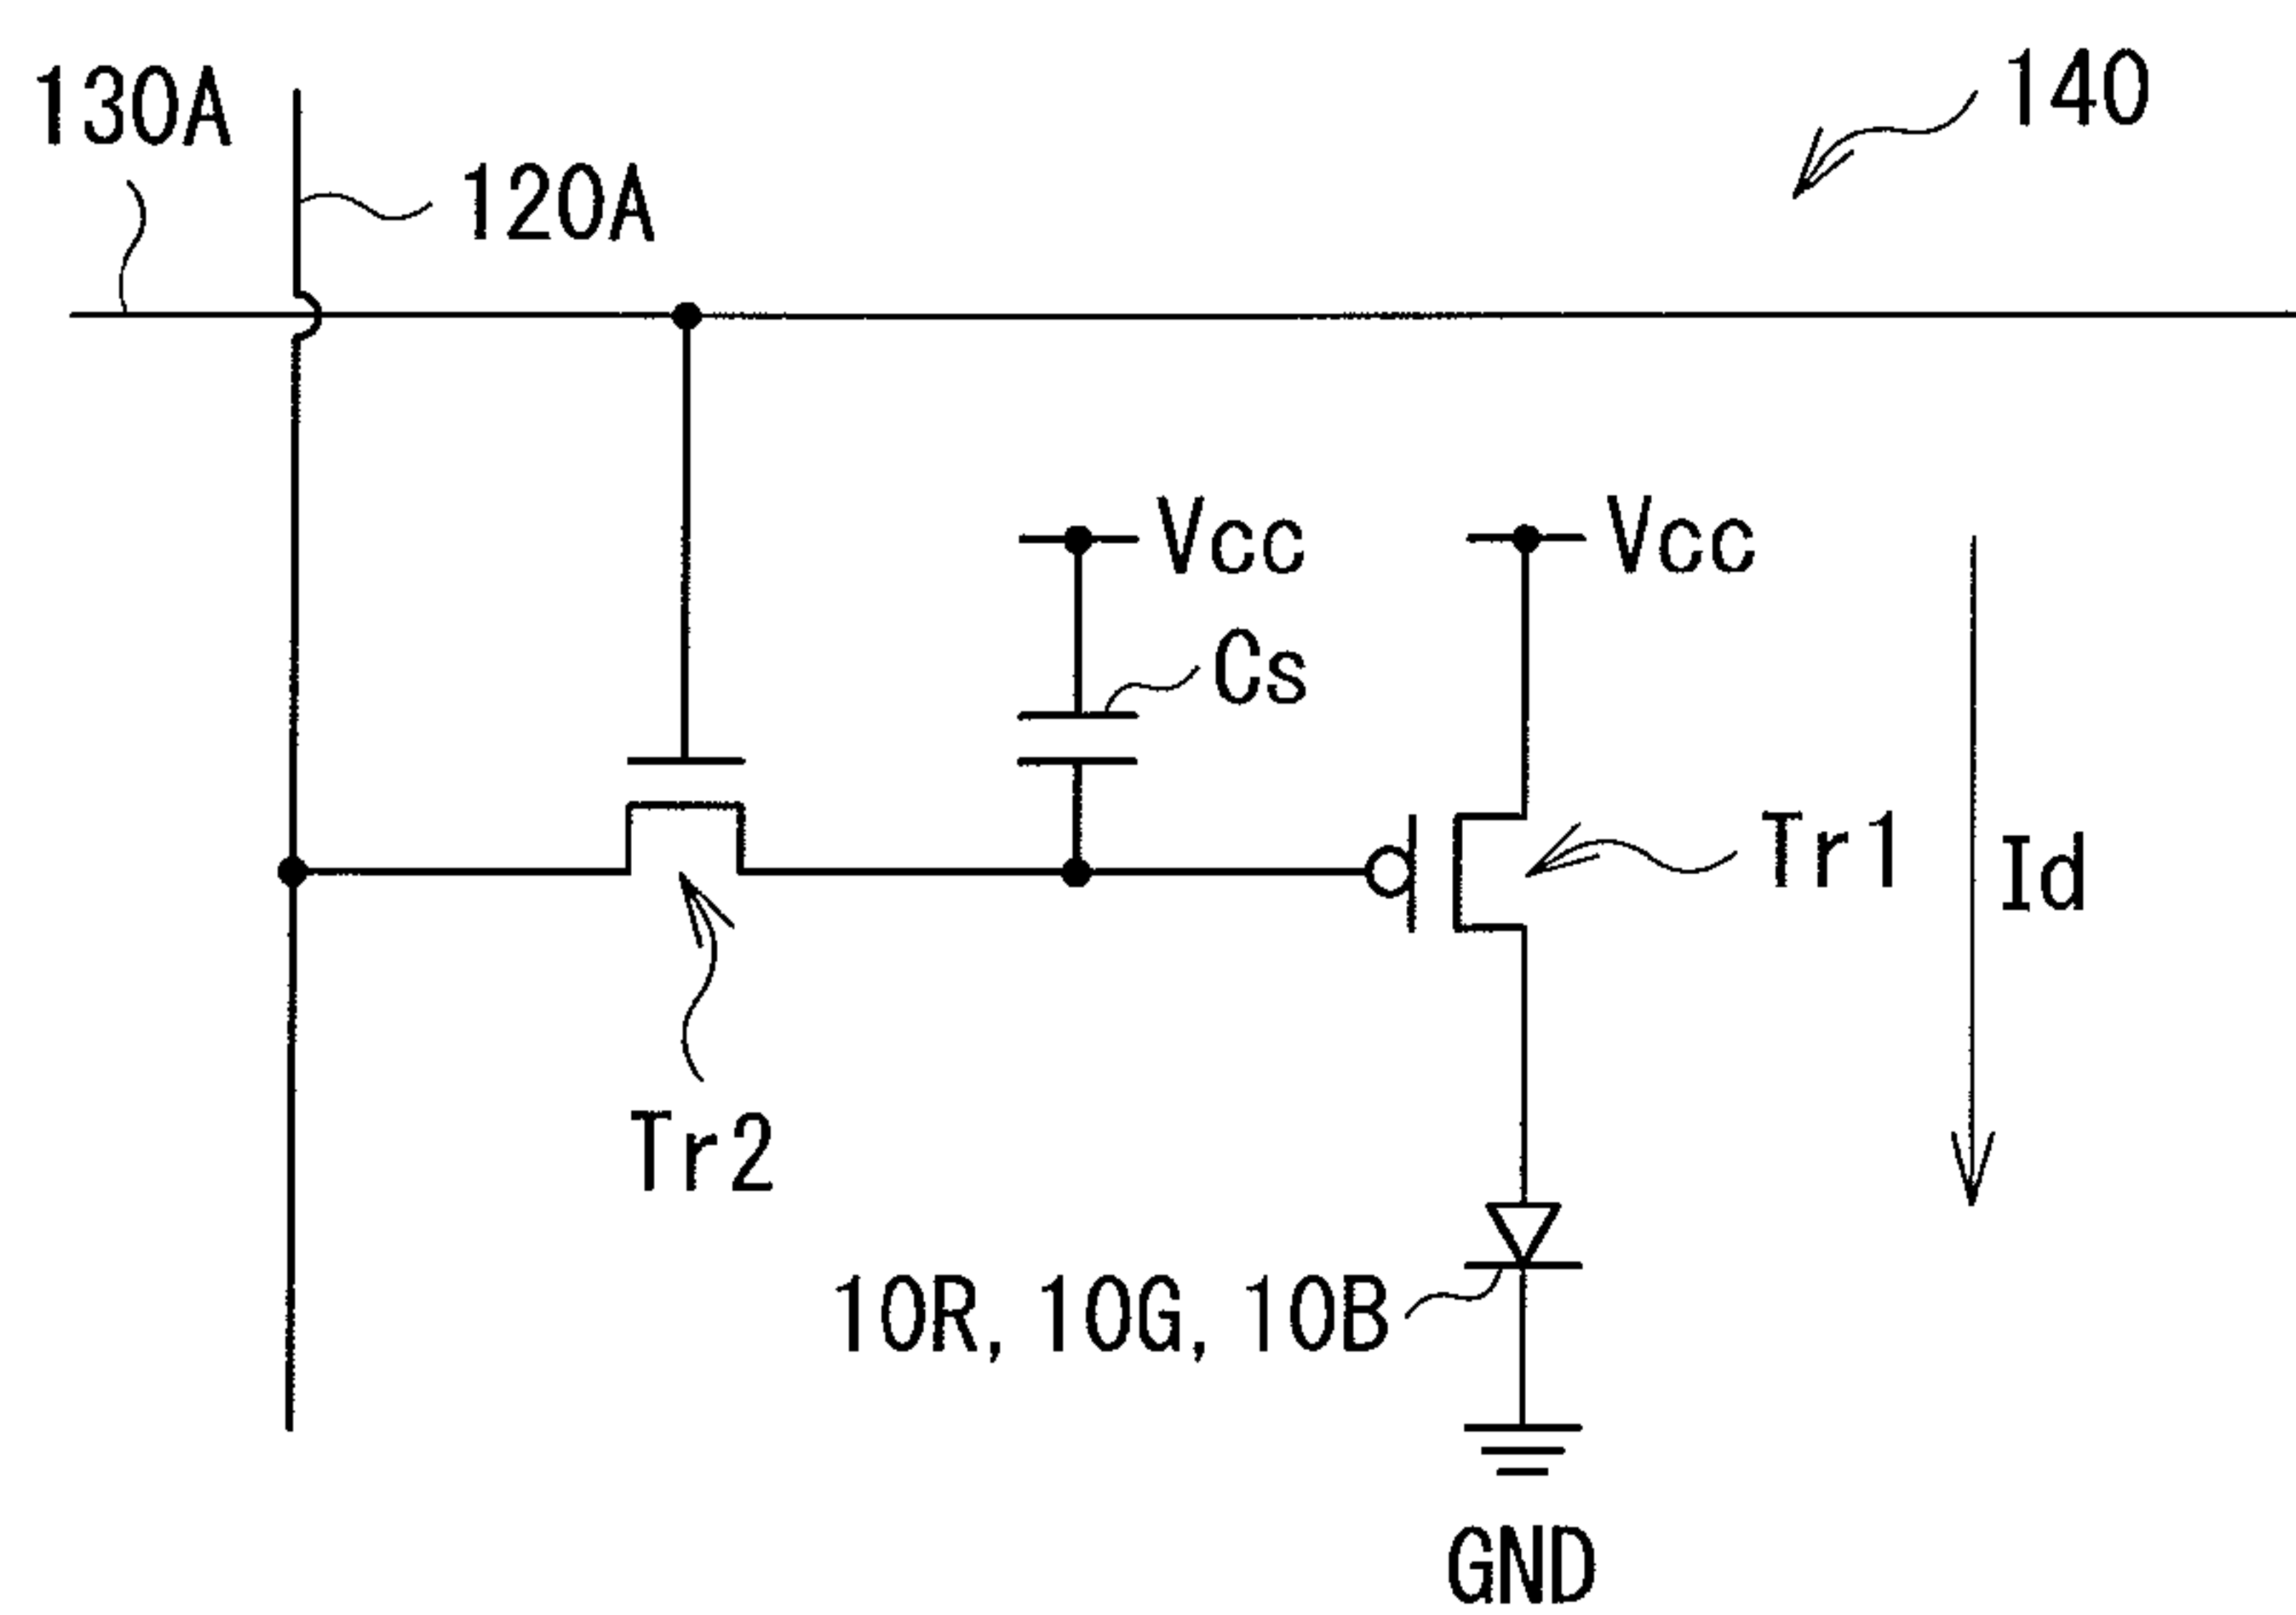 140
130A
120A
Vcc
Vcc
Cs
Tr1
Id
Tr2
10R, 10G, 10B
GND